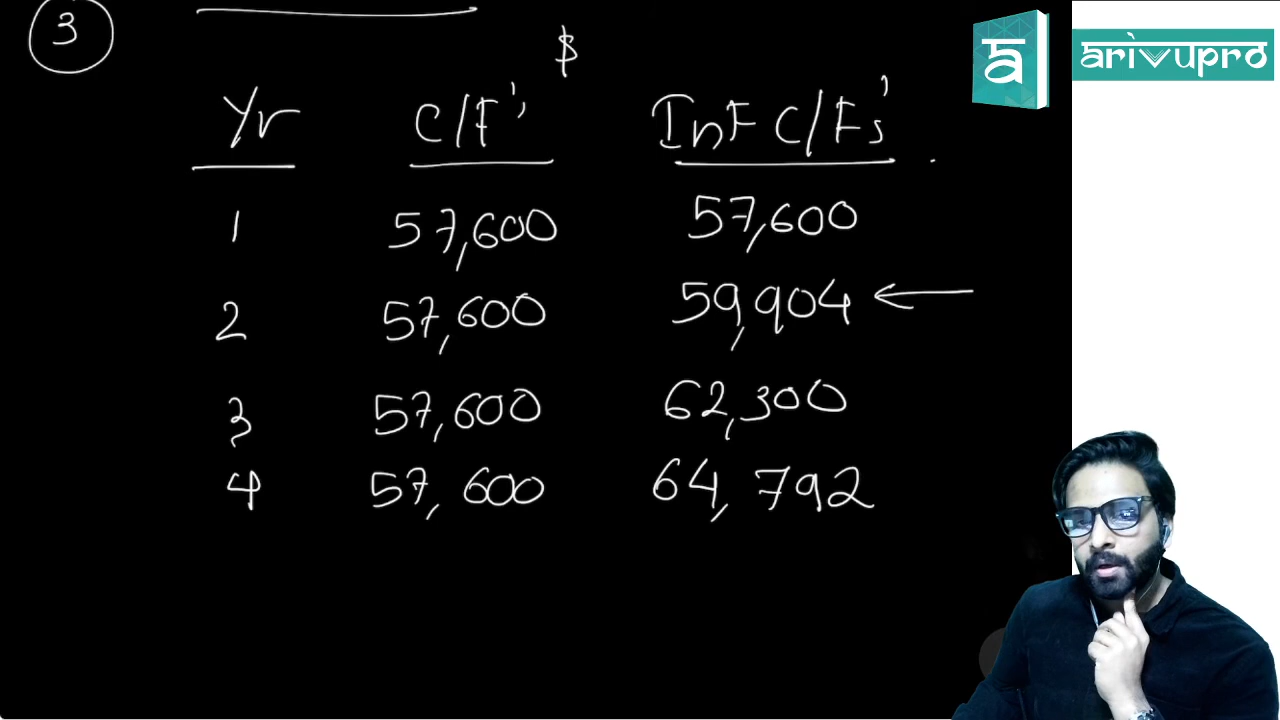 3
$
Yr C/F's InF C/Fs'
1 57,600 57,600
2 57,600 59,904 ←
3 57,600 62,300
4 57,600 64,792
a
arivupro